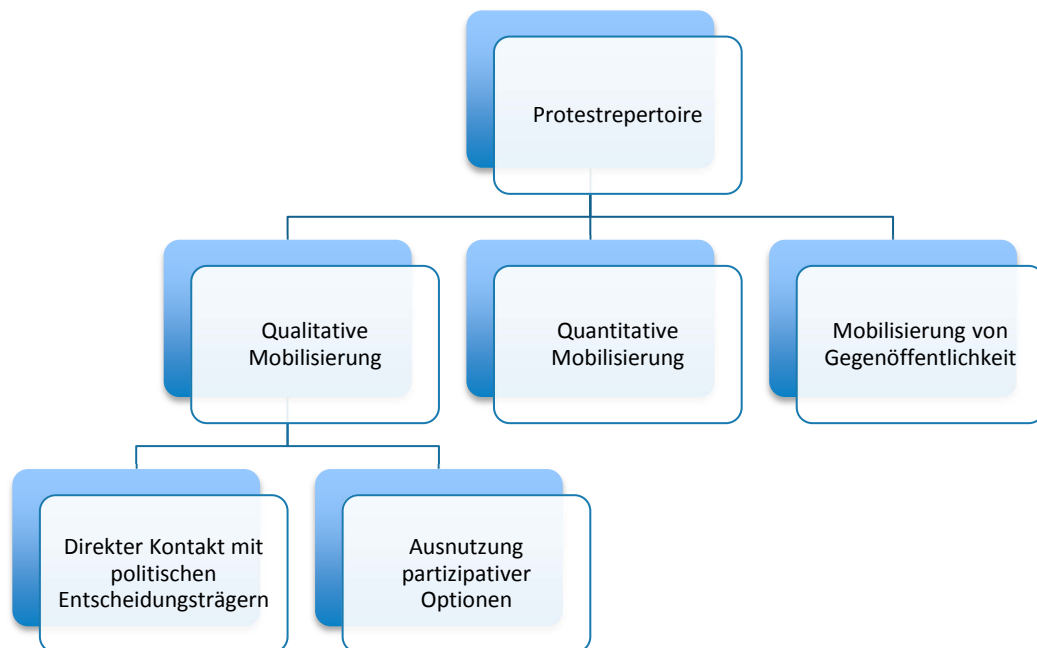 Protestrepertoire
Qualitative
Mobilisierung
Quantitative
Mobilisierung
Mobilisierung von
Gegenöffentlichkeit
Direkter Kontakt mit
politischen
Entscheidungsträgern
Ausnutzung
partizipativer
Optionen